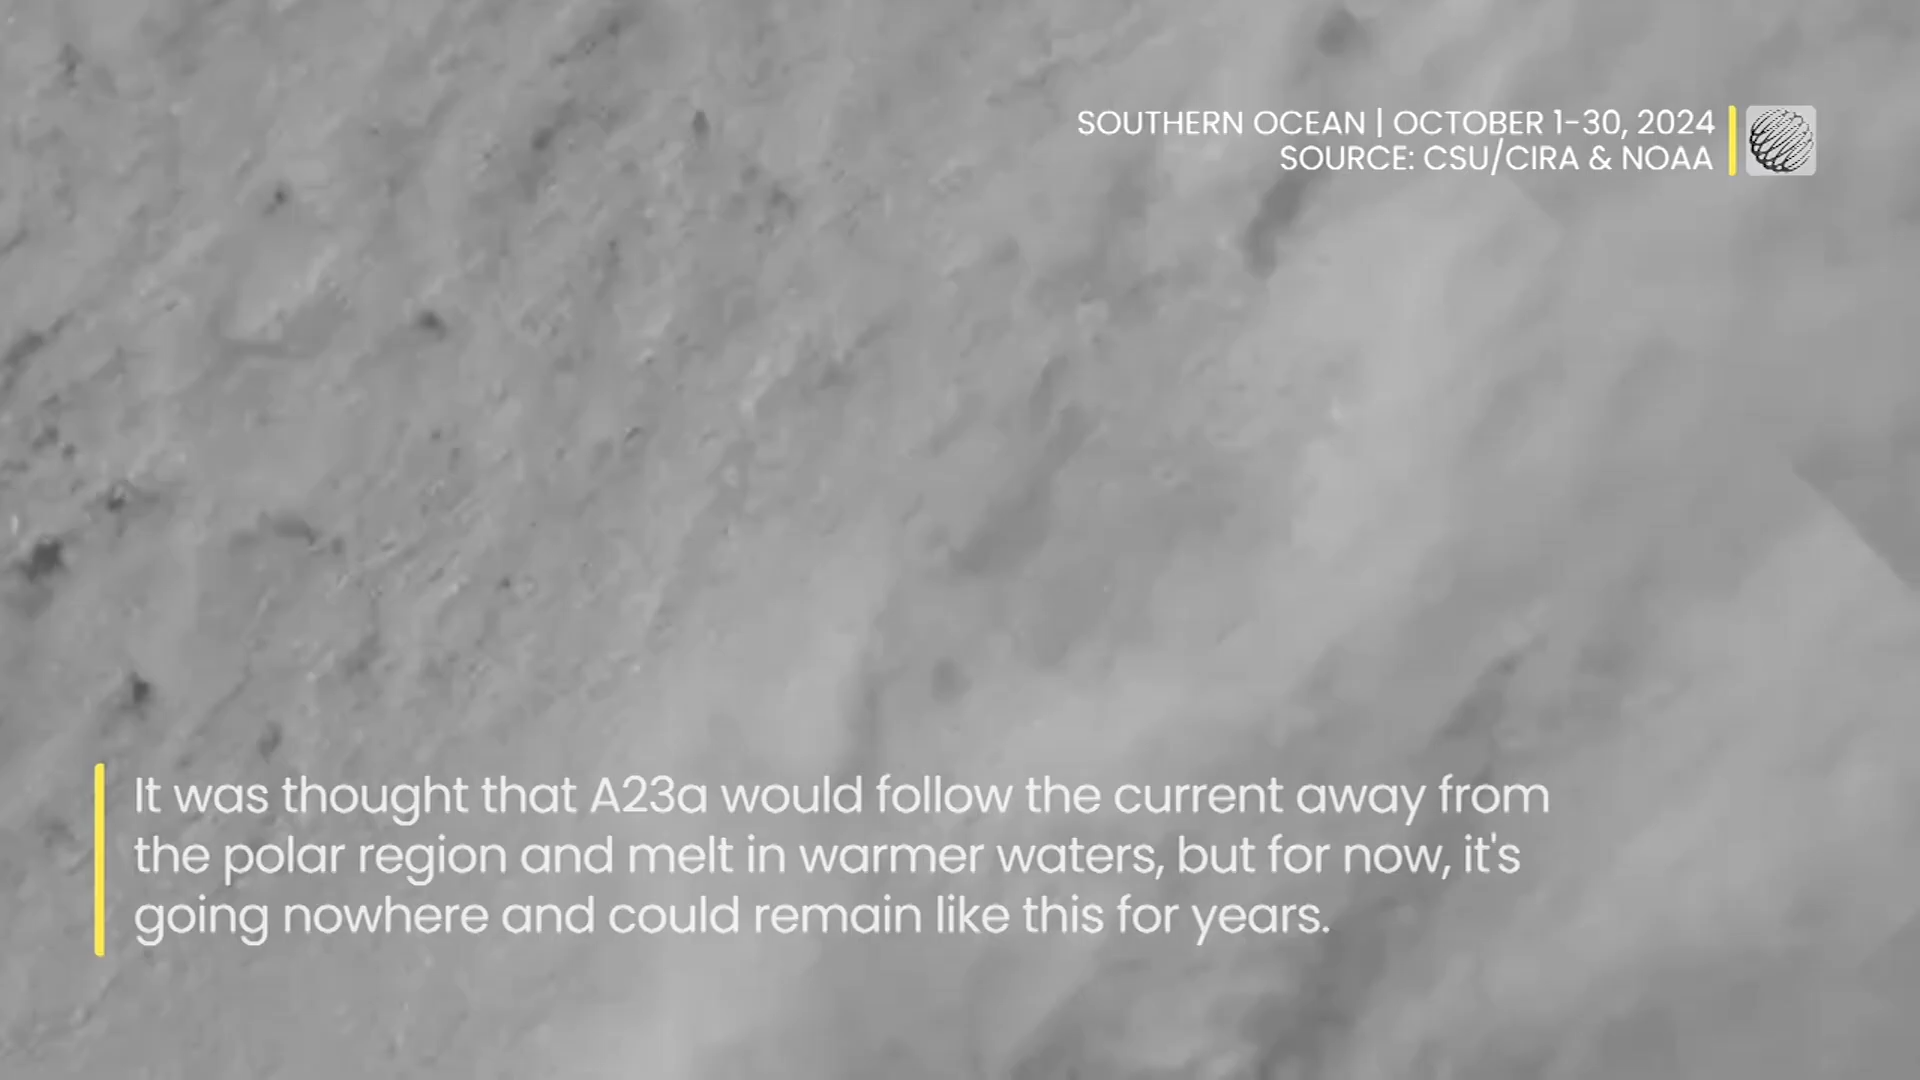 SOUTHERN OCEAN | OCTOBER 1-30, 2024
SOURCE: CSU/CIRA & NOAA
It was thought that A23a would follow the current away from
the polar region and melt in warmer waters, but for now, it's
going nowhere and could remain like this for years.